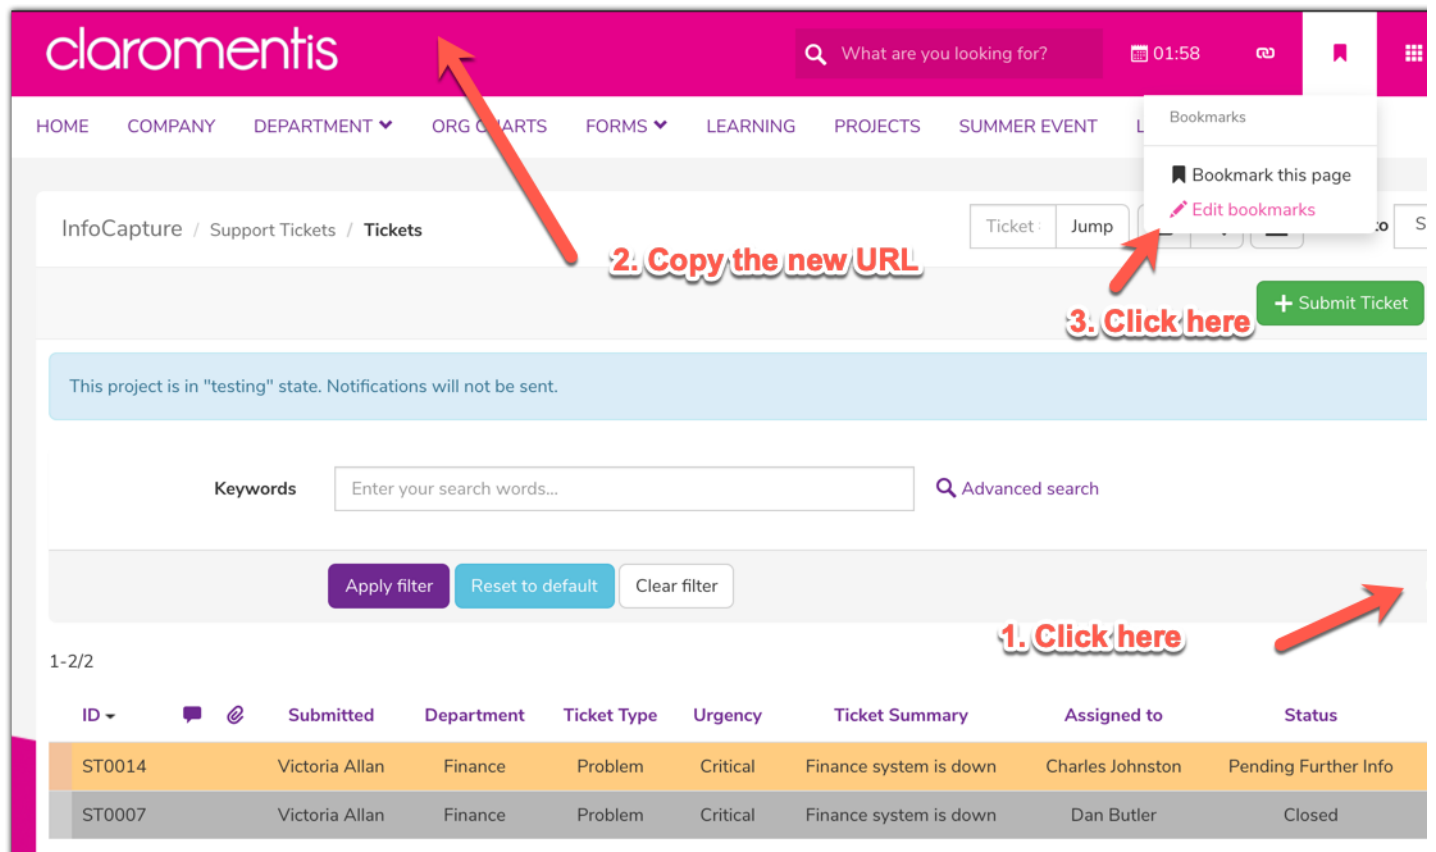 claromentis
What are you looking for?
01:58
HOME COMPANY DEPARTMENT ORG CHARTS FORMS LEARNING PROJECTS SUMMER EVENT L
Bookmarks
Bookmark this page
Edit bookmarks
InfoCapture / Support Tickets / Tickets
Ticket Jump
to S
2. Copy the new URL
3. Click here
+ Submit Ticket
This project is in "testing" state. Notifications will not be sent.
Keywords Enter your search words... Advanced search
Apply filter Reset to default Clear filter
1. Click here
1-2/2
ID Submitted Department Ticket Type Urgency Ticket Summary Assigned to Status
ST0014 Victoria Allan Finance Problem Critical Finance system is down Charles Johnston Pending Further Info
ST0007 Victoria Allan Finance Problem Critical Finance system is down Dan Butler Closed